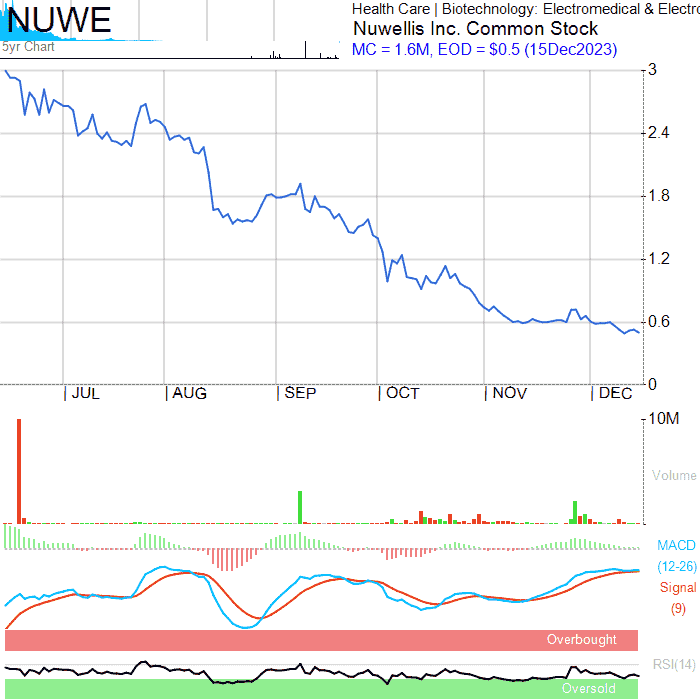 NUWE
5yr Chart
Health Care | Biotechnology: Electromedical & Electro
Nuwellis Inc. Common Stock
MC = 1.6M, EOD = $0.5 (15Dec2023)
3
2.4
1.8
1.2
0.6
0
JUL AUG SEP OCT NOV DEC
10M
Volume
MACD
(12-26)
Signal
(9)
Overbought
RSI(14)
Oversold